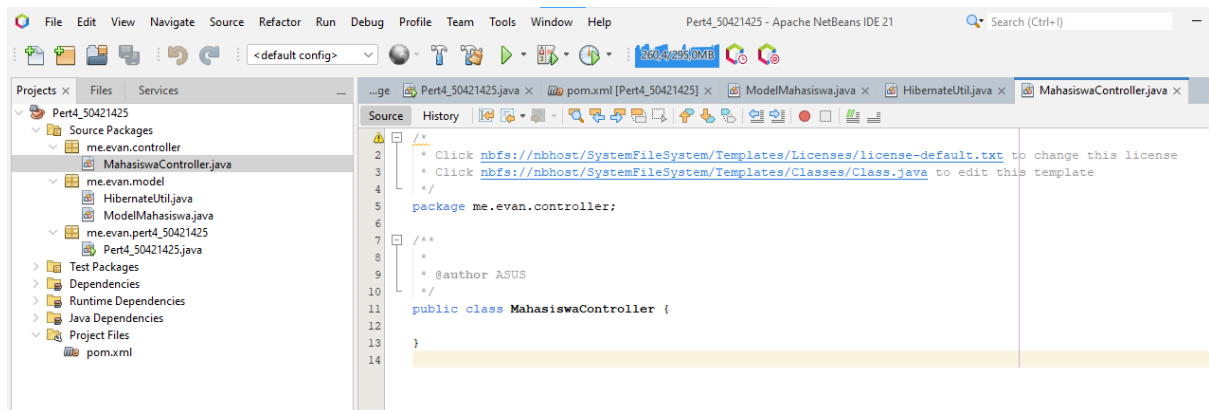 File Edit View Navigate Source Refactor Run Debug Profile Team Tools Window Help Pert4_50421425 - Apache NetBeans IDE 21 Search (Ctrl+I)
<default config> 260,4/295,0MB
Projects Files Services
...ge Pert4_50421425.java pom.xml [Pert4_50421425] ModelMahasiswa.java HibernateUtil.java MahasiswaController.java
Pert4_50421425
Source Packages
me.evan.controller
MahasiswaController.java
me.evan.model
HibernateUtil.java
ModelMahasiswa.java
me.evan.pert4_50421425
Pert4_50421425.java
Test Packages
Dependencies
Runtime Dependencies
Java Dependencies
Project Files
pom.xml
Source History
/*
2 * Click nbfs://nbhost/SystemFileSystem/Templates/Licenses/license-default.txt to change this license
3 * Click nbfs://nbhost/SystemFileSystem/Templates/Classes/Class.java to edit this template
4 */
5 package me.evan.controller;
6
7 /**
8 *
9 * @author ASUS
10 */
11 public class MahasiswaController {
12
13 }
14